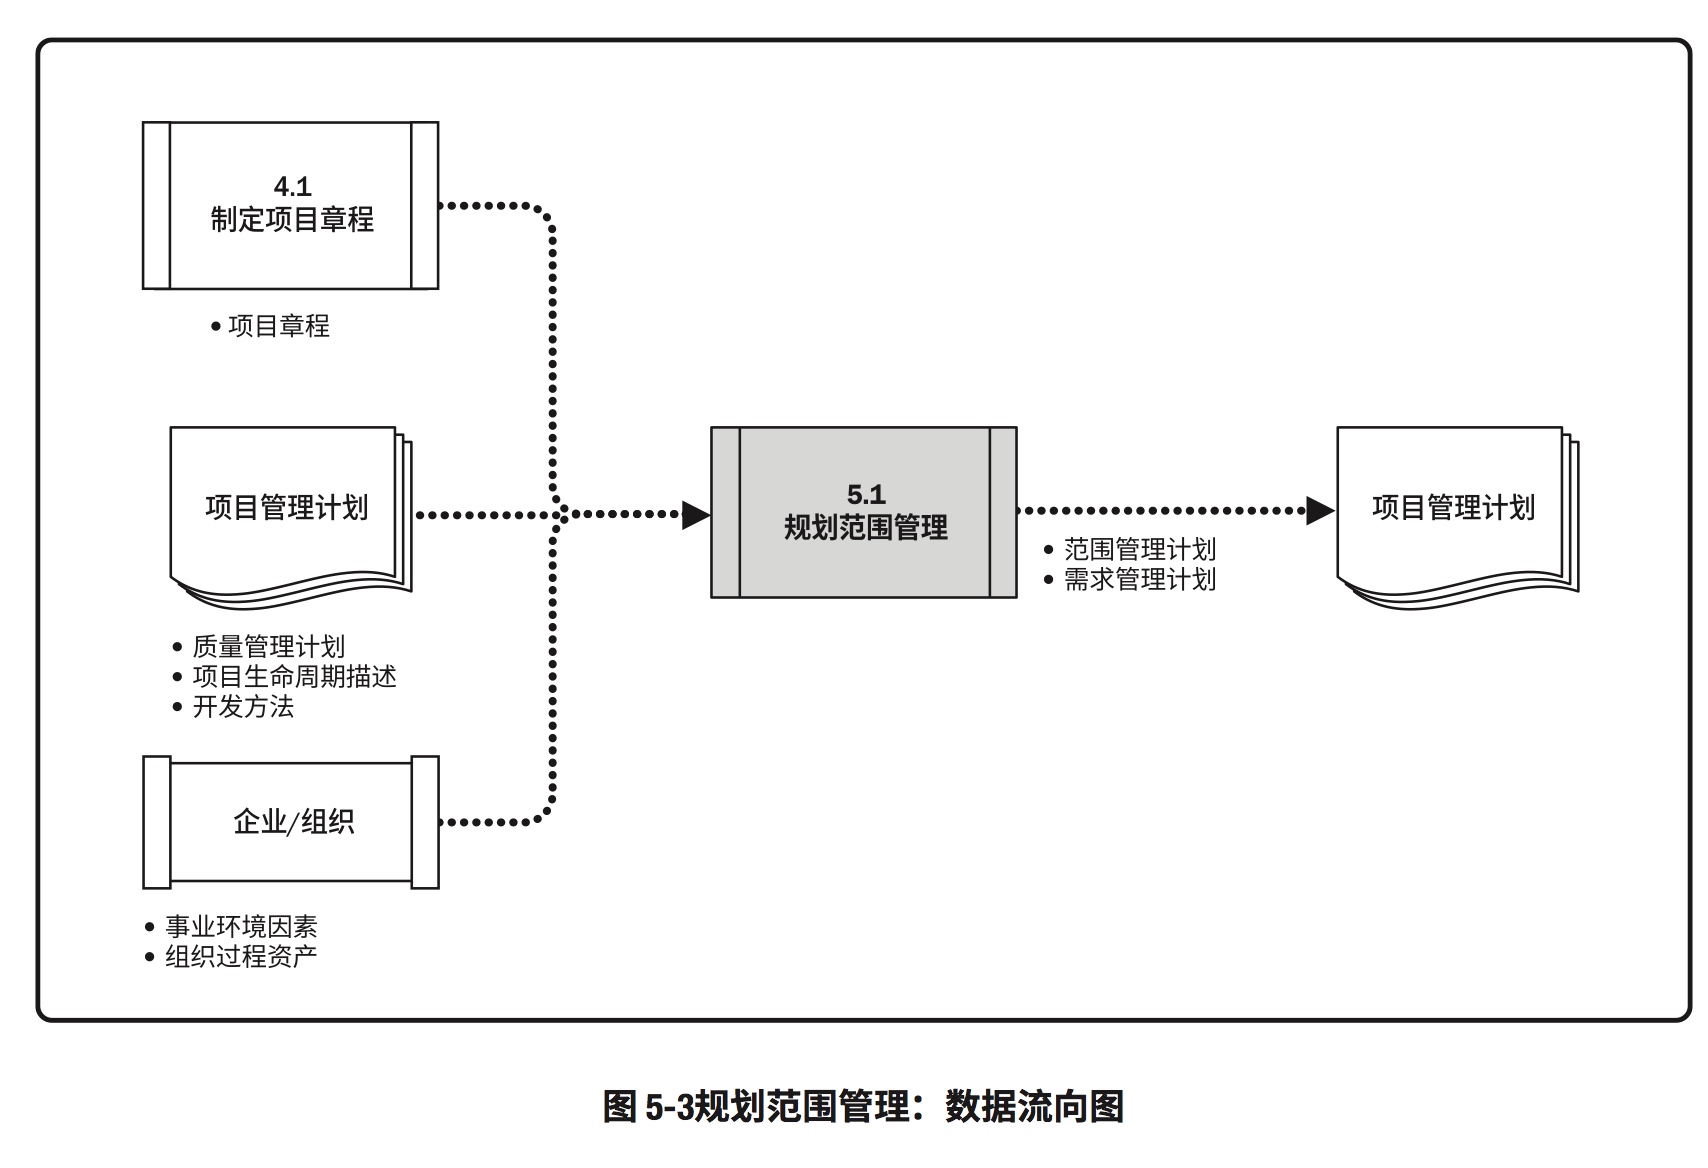 4.1
制定项目章程
• 项目章程
项目管理计划
• 质量管理计划
• 项目生命周期描述
• 开发方法
企业/组织
• 事业环境因素
• 组织过程资产
5.1
规划范围管理
• 范围管理计划
• 需求管理计划
项目管理计划
图 5-3规划范围管理：数据流向图